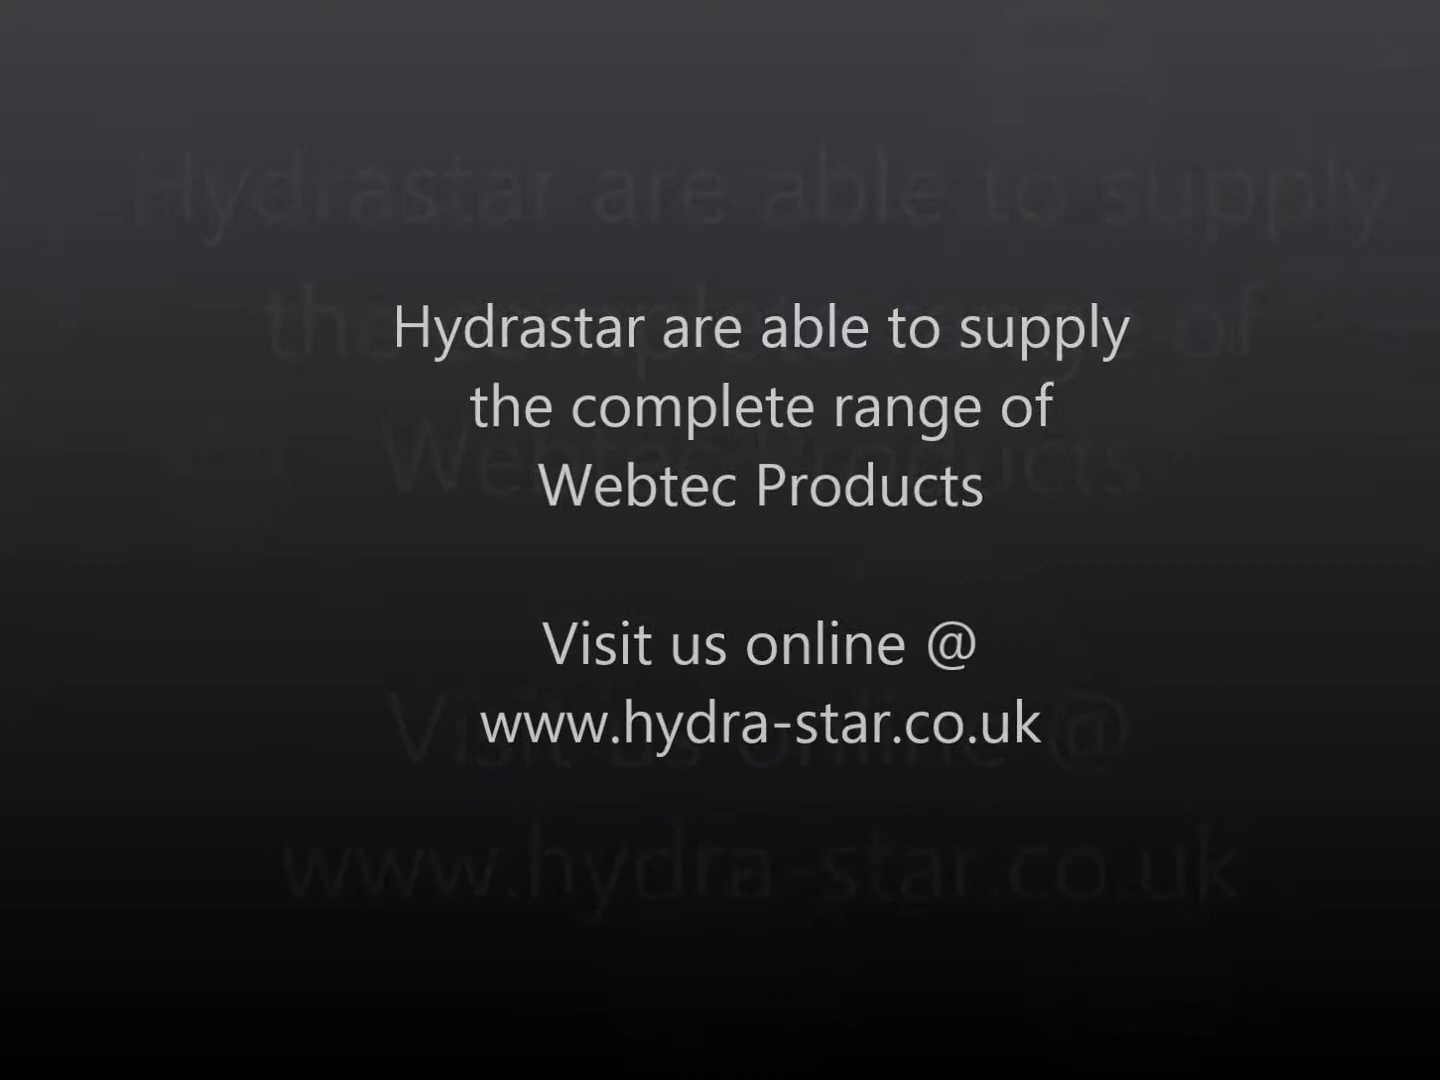 Hydrastar are able to supply
the complete range of
Webtec Products
Visit us online @
www.hydra-star.co.uk